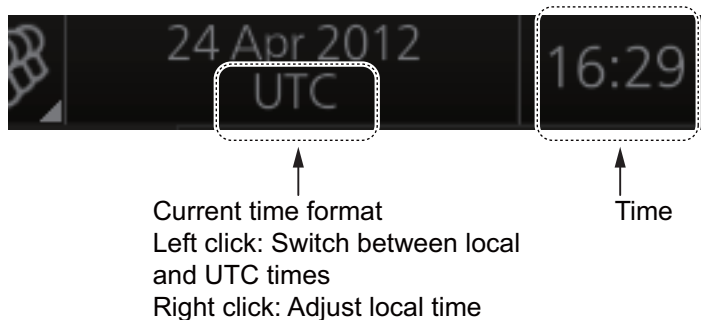 24 Apr 2012
UTC
16:29
Current time format
Left click: Switch between local
and UTC times
Right click: Adjust local time
Time